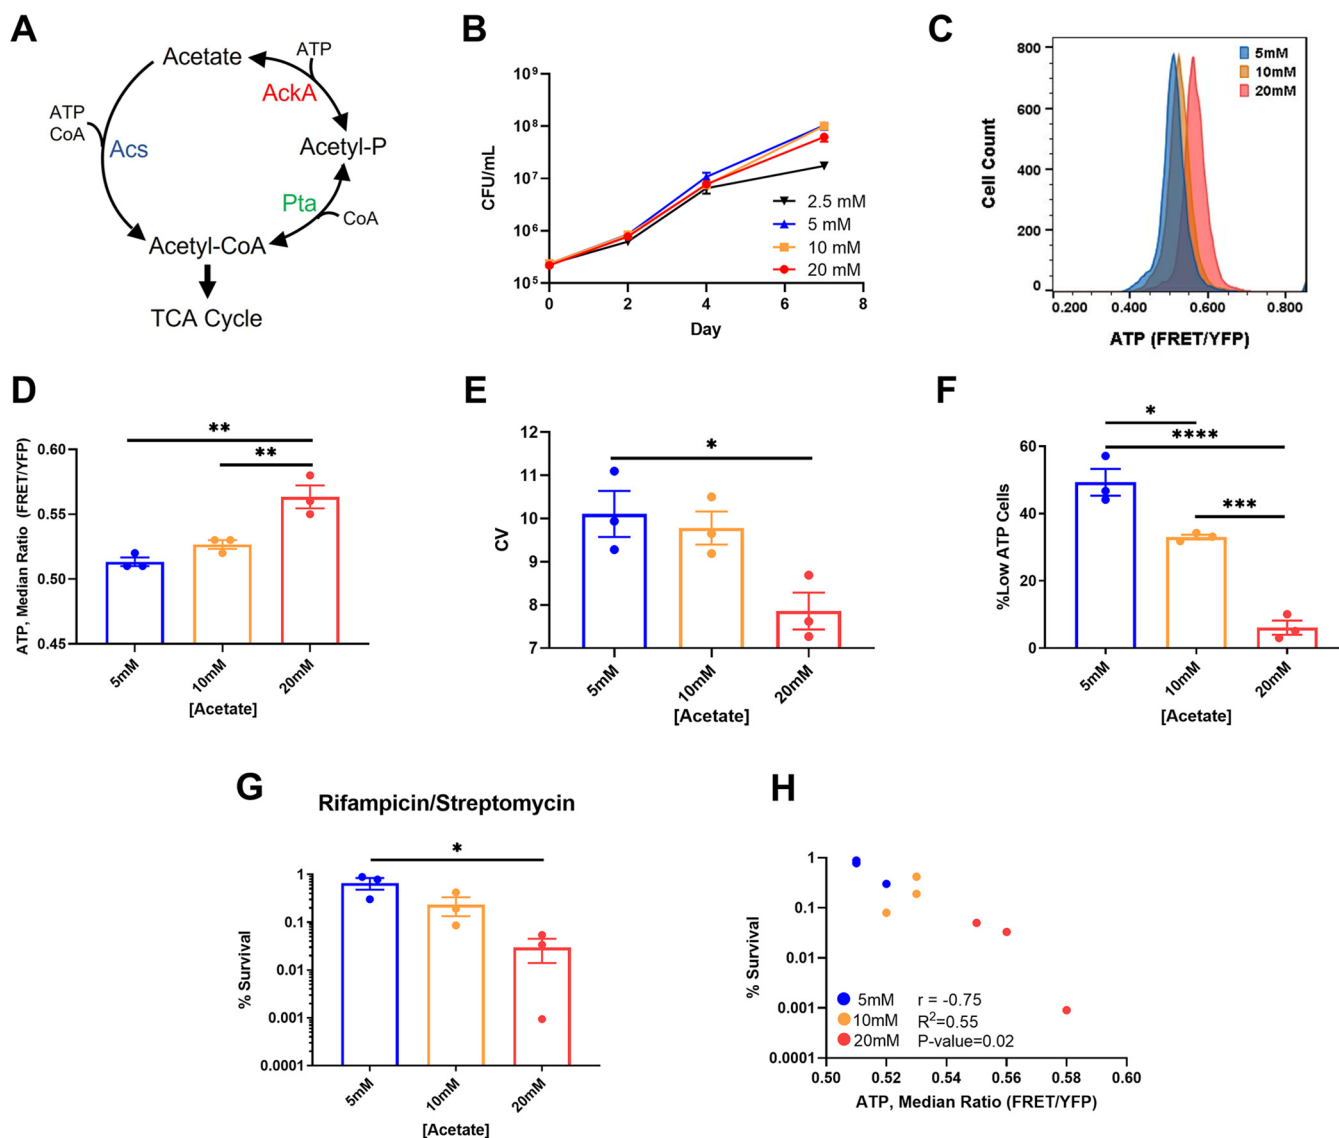 A
Acetate
ATP
AckA
ATP
CoA
Acs
Acetyl-P
Pta
CoA
Acetyl-CoA
TCA Cycle
B
CFU/mL
10⁹
10⁸
10⁷
10⁶
10⁵
0
2
4
6
8
Day
2.5 mM
5 mM
10 mM
20 mM
C
Cell Count
800
600
400
200
0
0.200
0.400
0.600
0.800
ATP (FRET/YFP)
5mM
10mM
20mM
D
ATP, Median Ratio (FRET/YFP)
0.60
0.55
0.50
0.45
**
**
5mM
10mM
20mM
[Acetate]
E
CV
12
11
10
9
8
7
*
5mM
10mM
20mM
[Acetate]
F
%Low ATP Cells
60
40
20
0
*
****
***
5mM
10mM
20mM
[Acetate]
G
Rifampicin/Streptomycin
% Survival
1
0.1
0.01
0.001
0.0001
*
5mM
10mM
20mM
[Acetate]
H
% Survival
1
0.1
0.01
0.001
0.0001
5mM r = -0.75
10mM R²=0.55
20mM P-value=0.02
0.50
0.52
0.54
0.56
0.58
0.60
ATP, Median Ratio (FRET/YFP)